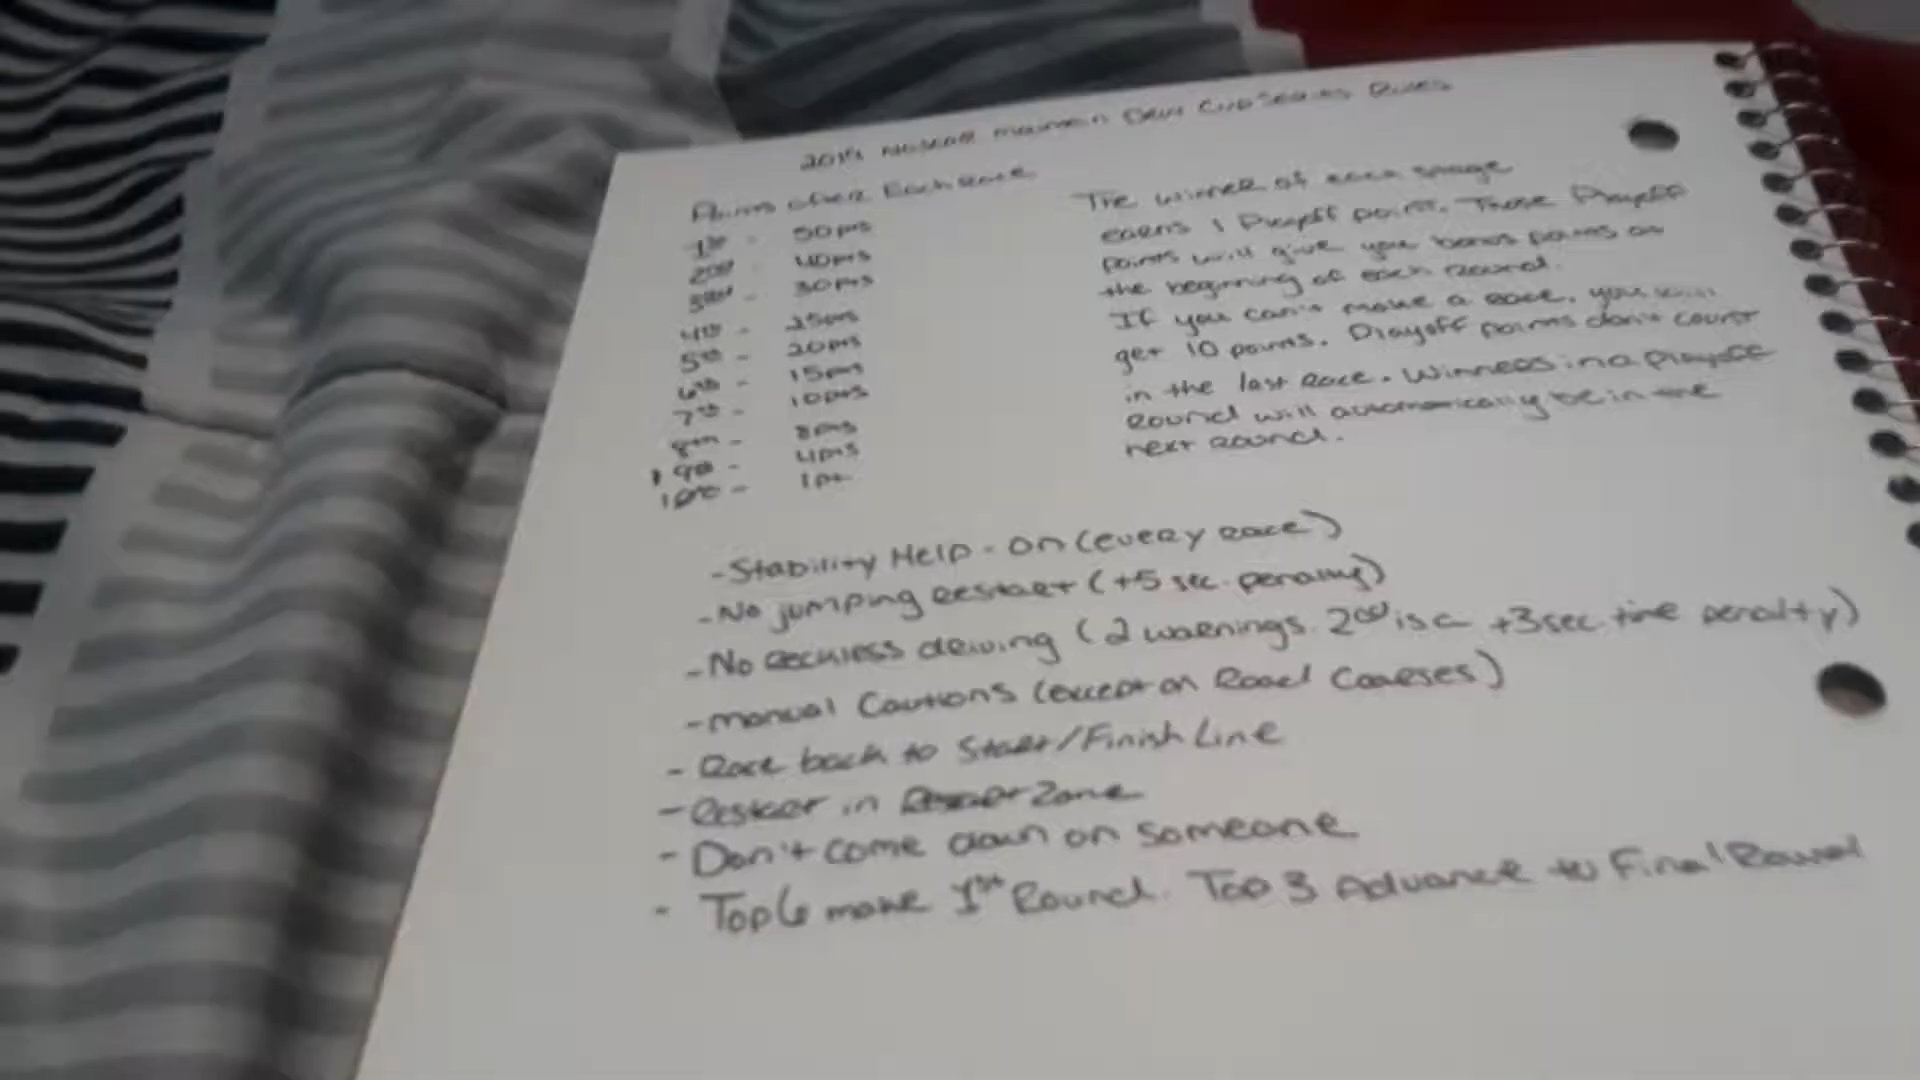 2019 Nascar Mountain Dew Cup Series Rules
Points after Each Race
1st - 50pts
2nd - 40pts
3rd - 30pts
4th - 25pts
5th - 20pts
6th - 15pts
7th - 10pts
8th - 8pts
9th - 4pts
10th - 1pt
The winner of each stage
earns 1 Playoff point. These Playoff
points will give you bonus points at
the beginning of each Round.
If you can't make a race, you will
get 10 points. Playoff points don't count
in the last Race. Winners in a Playoff
Round will automatically be in the
next Round.
- Stability Help - On (every race)
- No jumping restart (+5 sec. penalty)
- No Reckless driving (2 warnings. 2nd is a +3 sec time penalty)
- Manual Cautions (except on Road Courses)
- Race back to Start/Finish Line
- Restart in Restart Zone
- Don't come down on someone
- Top 6 make 1st Round. Top 3 Advance to Final Round